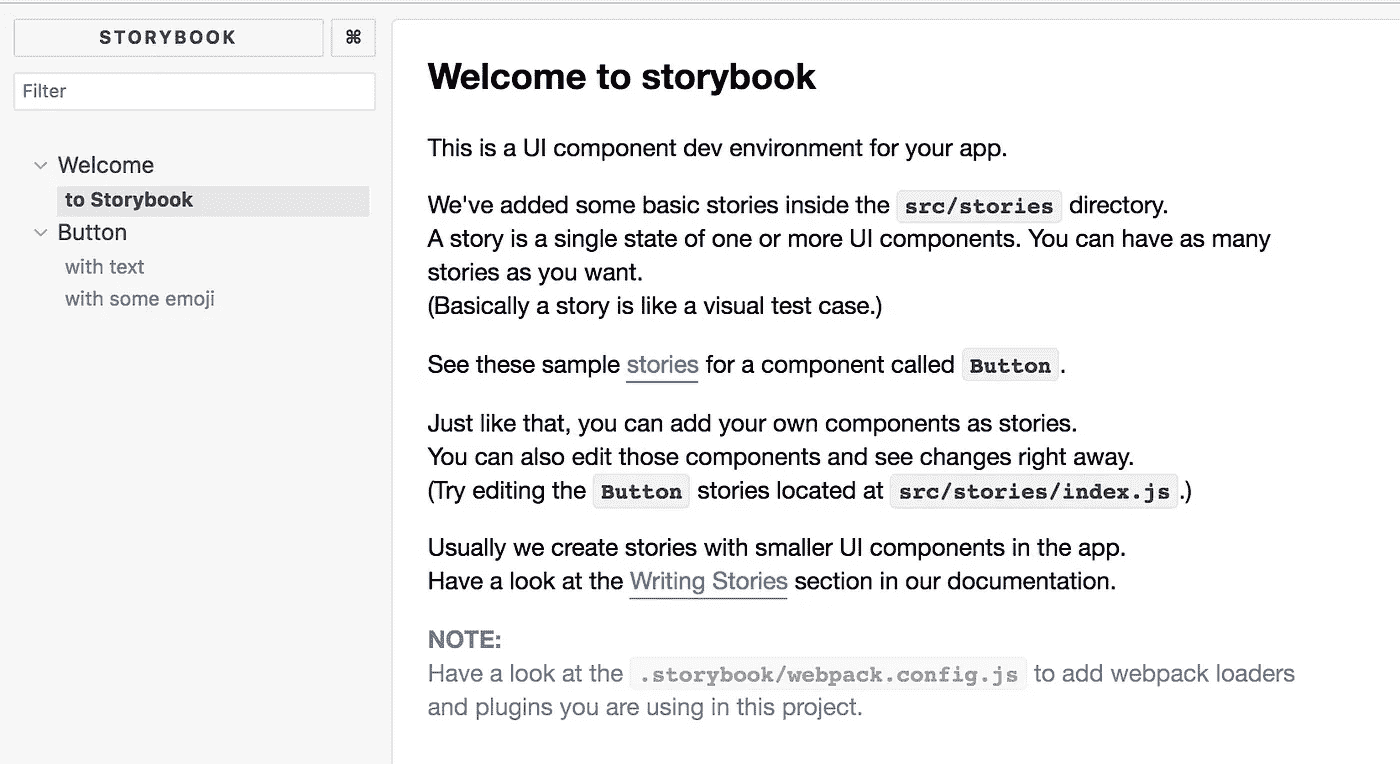 STORYBOOK
⌘
Filter
Welcome
to Storybook
Button
with text
with some emoji
Welcome to storybook
This is a UI component dev environment for your app.
We've added some basic stories inside the src/stories directory.
A story is a single state of one or more UI components. You can have as many
stories as you want.
(Basically a story is like a visual test case.)
See these sample stories for a component called Button.
Just like that, you can add your own components as stories.
You can also edit those components and see changes right away.
(Try editing the Button stories located at src/stories/index.js.)
Usually we create stories with smaller UI components in the app.
Have a look at the Writing Stories section in our documentation.
NOTE:
Have a look at the .storybook/webpack.config.js to add webpack loaders
and plugins you are using in this project.